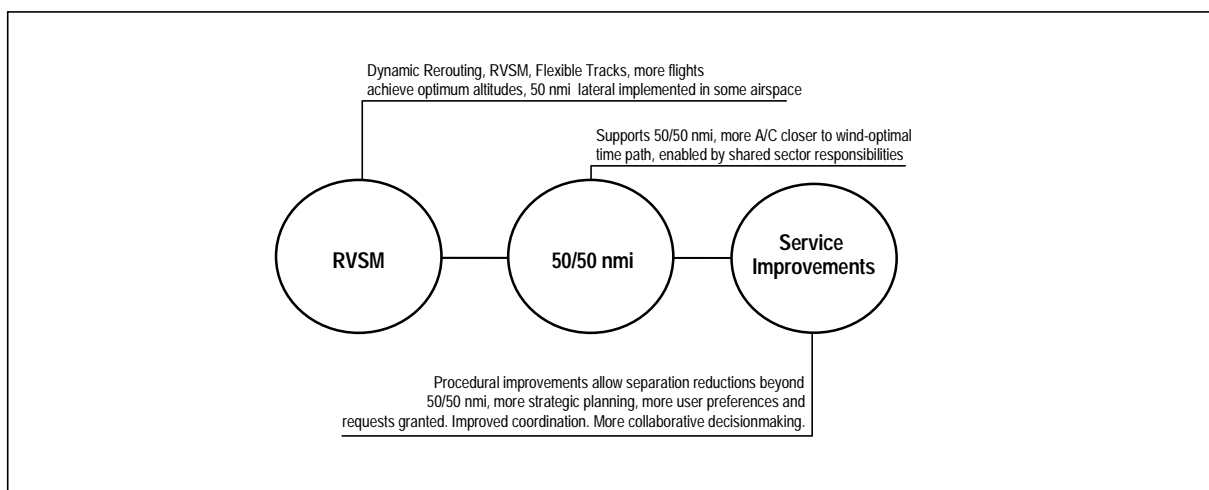 Dynamic Rerouting, RVSM, Flexible Tracks, more flights
achieve optimum altitudes, 50 nmi lateral implemented in some airspace
Supports 50/50 nmi, more A/C closer to wind-optimal
time path, enabled by shared sector responsibilities
RVSM
50/50 nmi
Service
Improvements
Procedural improvements allow separation reductions beyond
50/50 nmi, more strategic planning, more user preferences and
requests granted. Improved coordination. More collaborative decisionmaking.